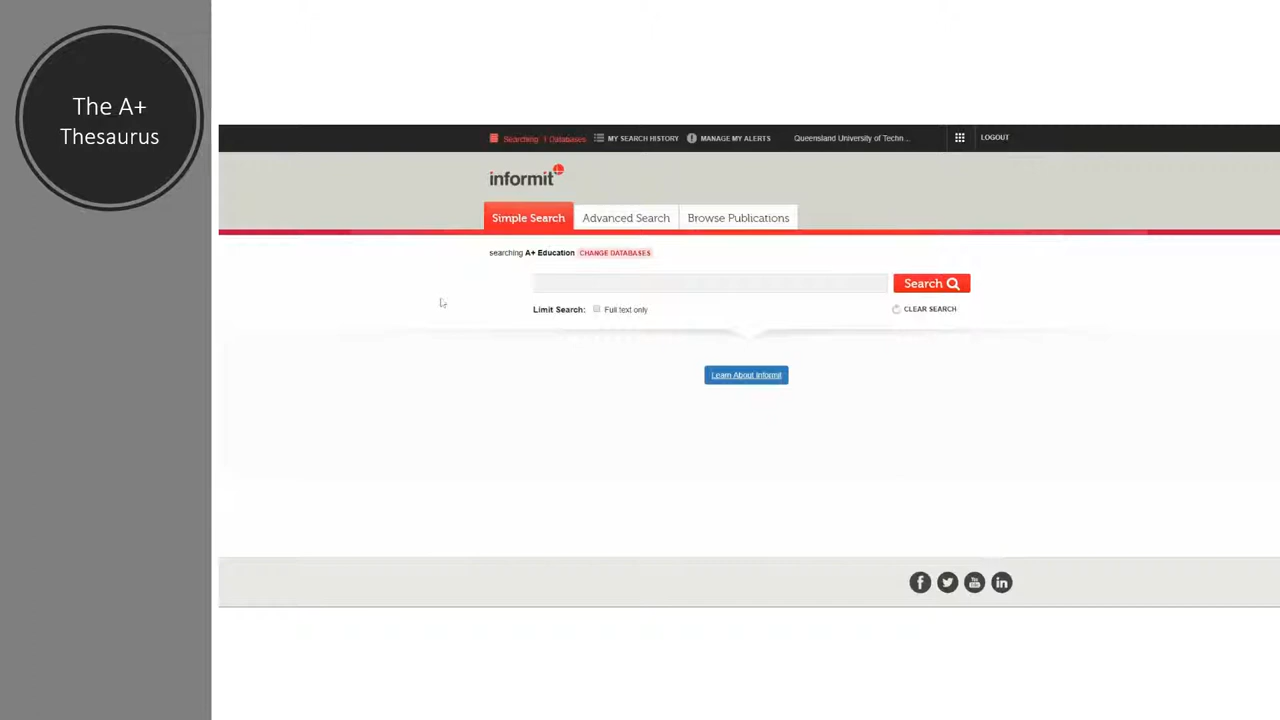 The A+
Thesaurus
Searching 1 Databases MY SEARCH HISTORY MANAGE MY ALERTS Queensland University of Techn ... LOGOUT
informit
Simple Search Advanced Search Browse Publications
searching A+ Education CHANGE DATABASES
Search
Limit Search: Full text only CLEAR SEARCH
Learn About Informit
You Tube